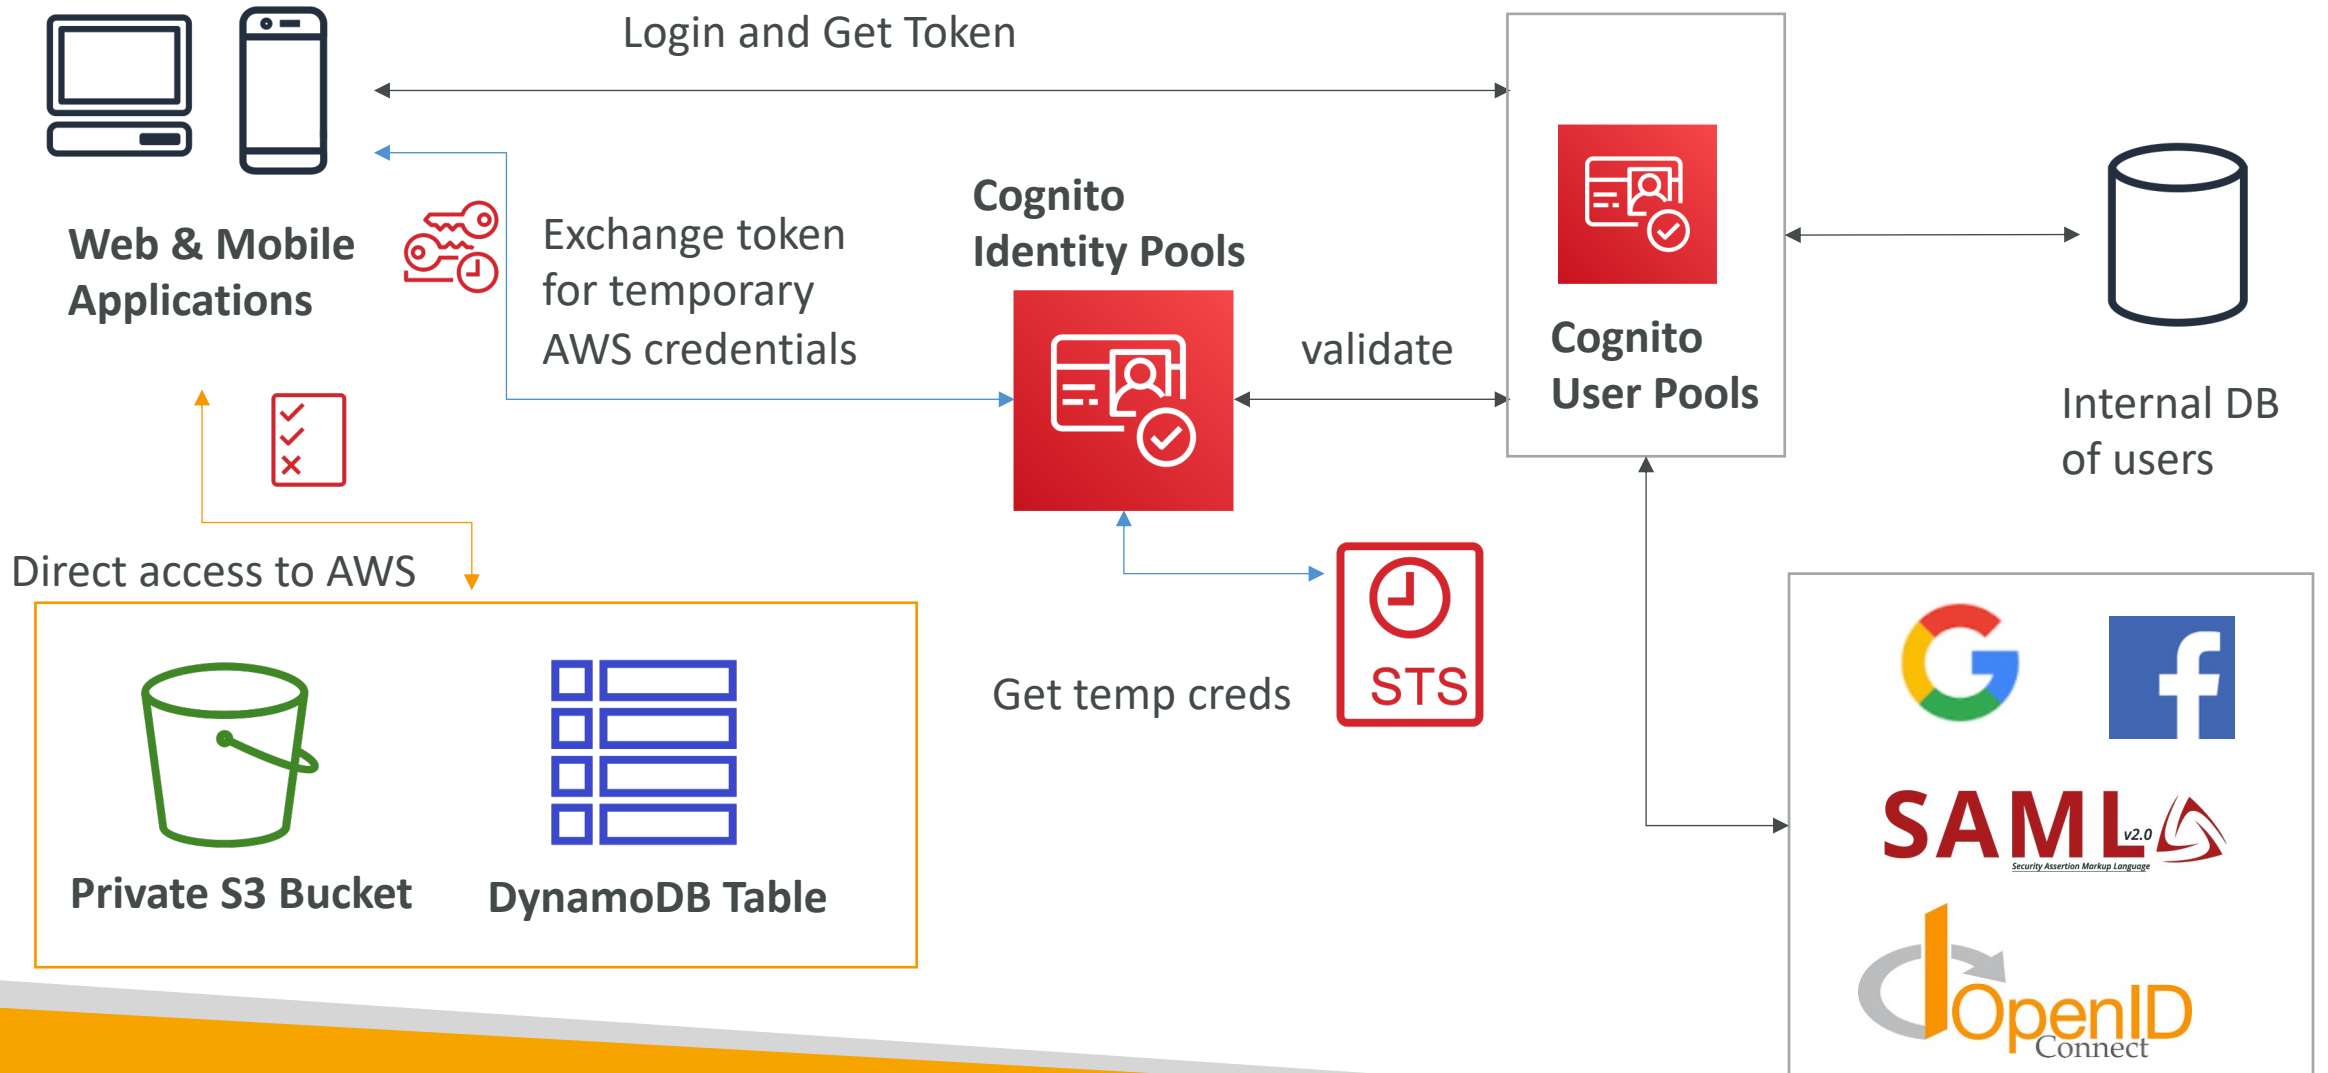 Login and Get Token
Web & Mobile
Applications
Exchange token
for temporary
AWS credentials
Cognito
Identity Pools
validate
Cognito
User Pools
Internal DB
of users
Direct access to AWS
Private S3 Bucket
DynamoDB Table
Get temp creds
STS
G
f
SAML v2.0
Security Assertion Markup Language
OpenID
Connect